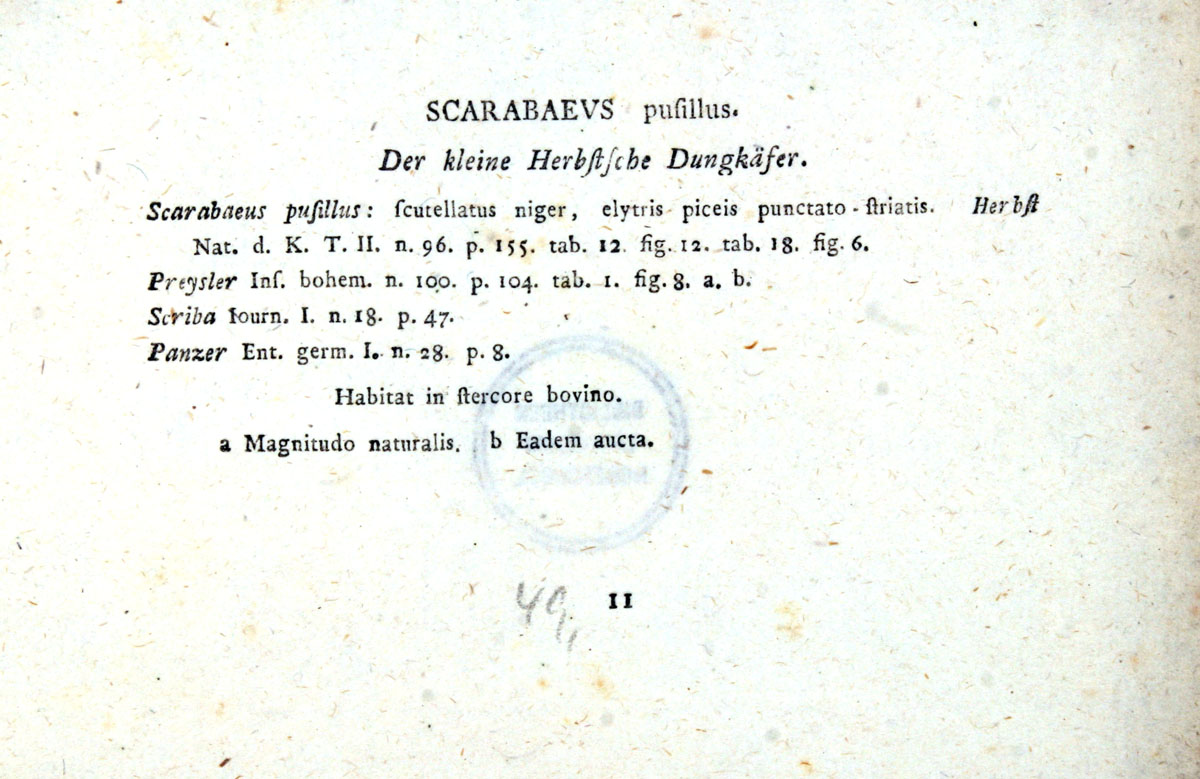 SCARABAEVS puſillus.
Der kleine Herbſtſche Dungkäfer.
Scarabaeus puſillus: ſcutellatus niger, elytris piceis punctato-ſtriatis. Herbſt
Nat. d. K. T. II. n. 96. p. 155. tab. 12. fig. 12. tab. 18. fig. 6.
Preysler Inſ. bohem. n. 100. p. 104. tab. 1. fig. 8. a. b.
Scriba Iourn. I. n. 18. p. 47.
Panzer Ent. germ. I. n. 28. p. 8.
Habitat in ſtercore bovino.
a Magnitudo naturalis. b Eadem aucta.
49, 11